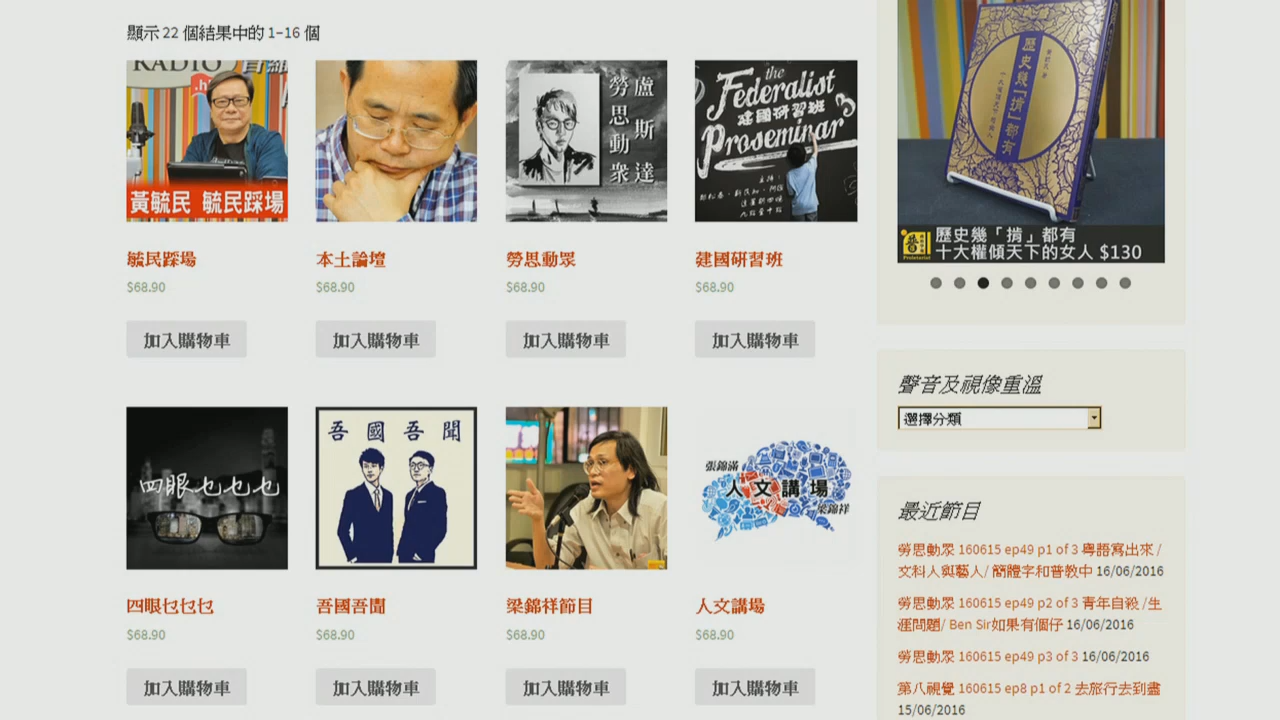 顯示 22 個結果中的 1–16 個
RADIO
黃毓民 毓民踩場
勞思動眾
盧斯達
the
Federalist
建國研習班
Proseminar
3
毓民踩場
本土論壇
勞思動眾
建國研習班
$68.90
$68.90
$68.90
$68.90
加入購物車
加入購物車
加入購物車
加入購物車
四眼乜乜乜
吾國吾聞
張錦滿
人文講場
梁錦祥
四眼乜乜乜
吾國吾聞
梁錦祥節目
人文講場
$68.90
$68.90
$68.90
$68.90
加入購物車
加入購物車
加入購物車
加入購物車
歷史幾「掯」都有
普
歷史幾「掯」都有
十大權傾天下的女人 $130
聲音及視像重溫
選擇分類
最近節目
勞思動眾 160615 ep49 p1 of 3 粵語寫出來 /
文科人與藝人/ 簡體字和普教中 16/06/2016
勞思動眾 160615 ep49 p2 of 3 青年自殺 /生
涯問題/ Ben Sir如果有個仔 16/06/2016
勞思動眾 160615 ep49 p3 of 3 16/06/2016
第八視覺 160615 ep8 p1 of 2 去旅行去到盡
15/06/2016